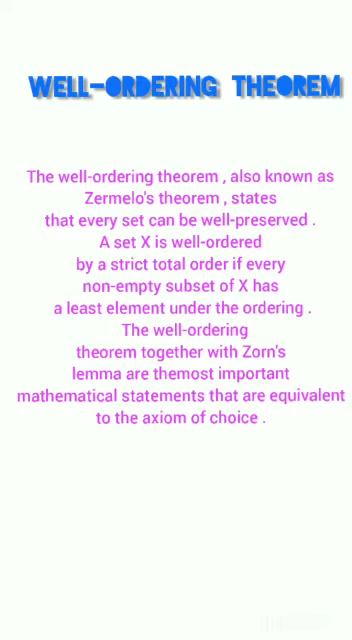 WELL-ORDERING THEOREM
The well-ordering theorem , also known as
Zermelo's theorem , states
that every set can be well-preserved .
A set X is well-ordered
by a strict total order if every
non-empty subset of X has
a least element under the ordering .
The well-ordering
theorem together with Zorn's
lemma are themost important
mathematical statements that are equivalent
to the axiom of choice .